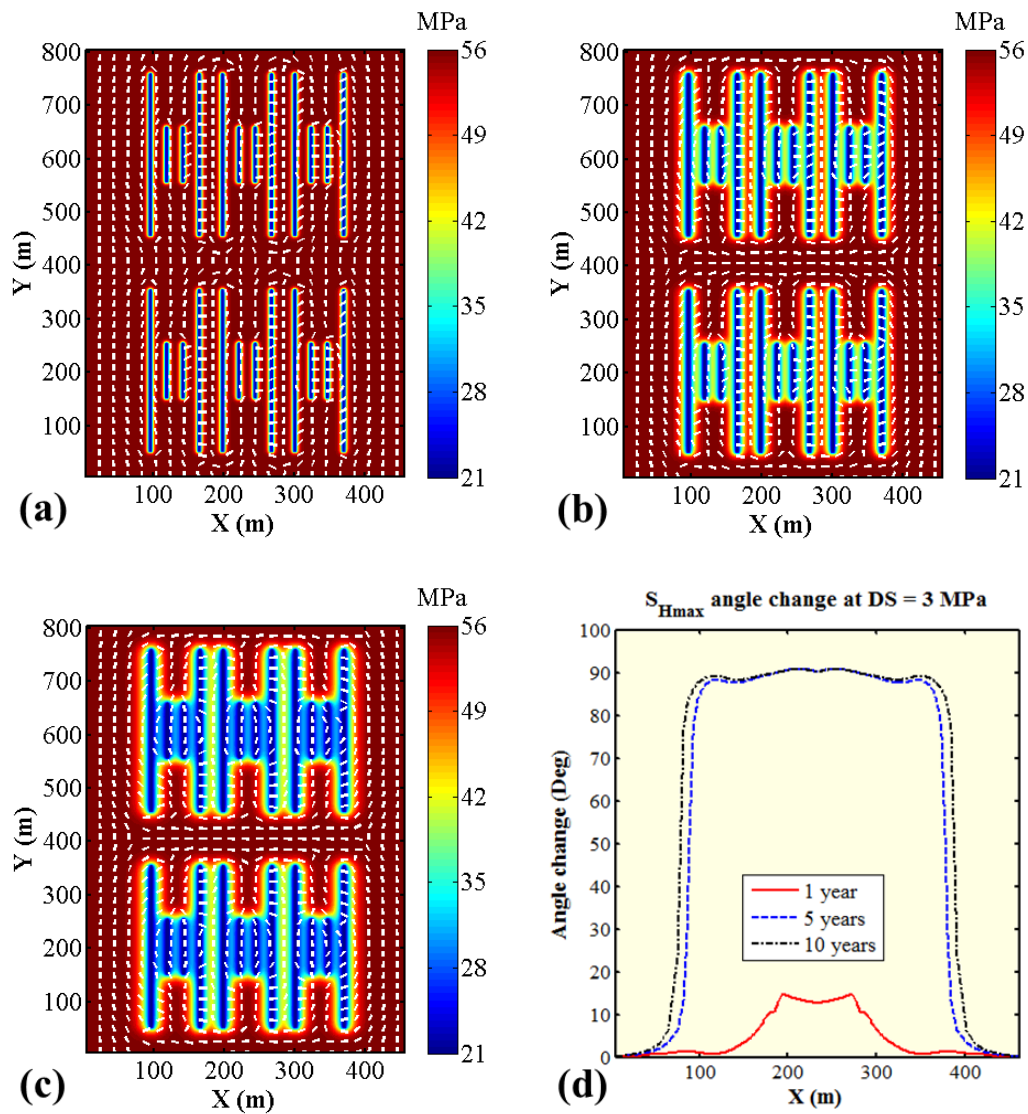 MPa
800
700
600
500
400
300
200
100
Y (m)
100 200 300 400
X (m)
56
49
42
35
28
21
(a)
MPa
800
700
600
500
400
300
200
100
Y (m)
100 200 300 400
X (m)
56
49
42
35
28
21
(b)
MPa
800
700
600
500
400
300
200
100
Y (m)
100 200 300 400
X (m)
56
49
42
35
28
21
(c)
SHmax angle change at DS = 3 MPa
100
90
80
70
60
50
40
30
20
10
0
Angle change (Deg)
1 year
5 years
10 years
100 200 300 400
X (m)
(d)